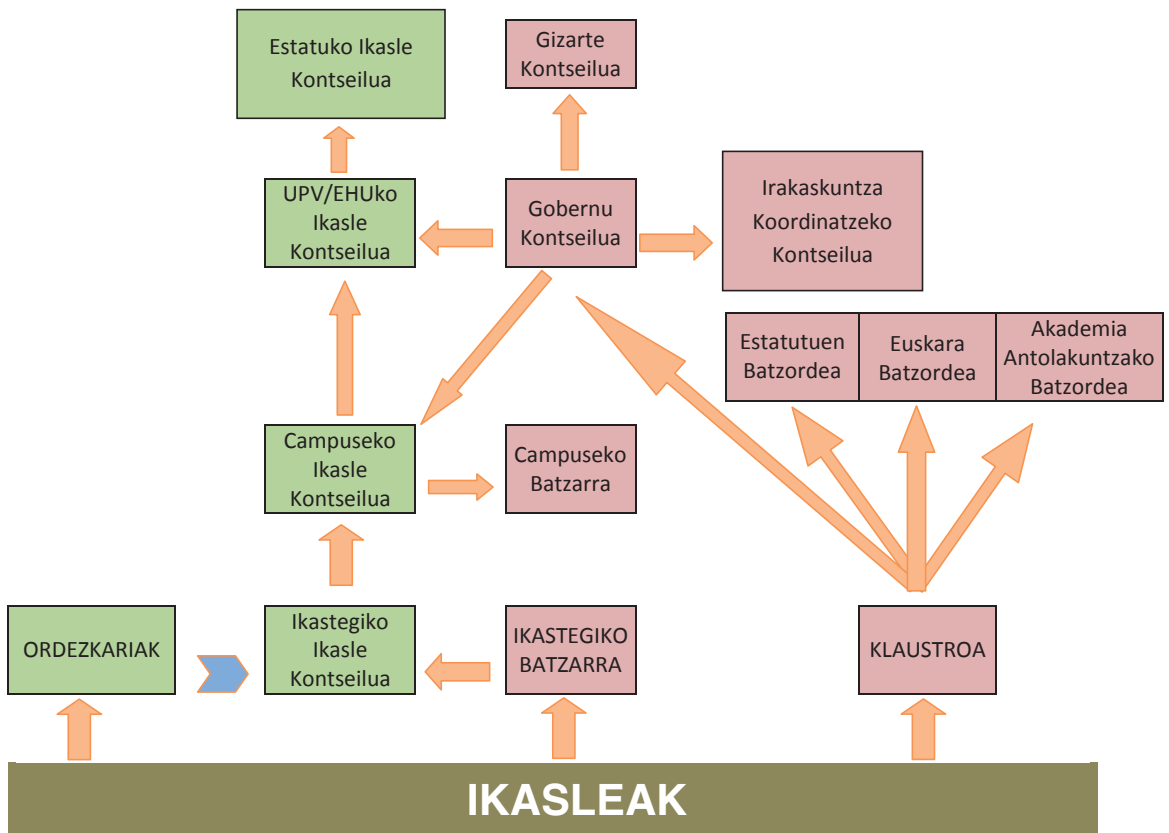 Estatuko Ikasle
Kontseilua
Gizarte
Kontseilua
UPV/EHUko
Ikasle
Kontseilua
Gobernu
Kontseilua
Irakaskuntza
Koordinatzeko
Kontseilua
Estatutuen
Batzordea
Euskara
Batzordea
Akademia
Antolakuntzako
Batzordea
Campuseko
Ikasle
Kontseilua
Campuseko
Batzarra
ORDEZKARIAK
Ikastegiko
Ikasle
Kontseilua
IKASTEGIKO
BATZARRA
KLAUSTROA
IKASLEAK